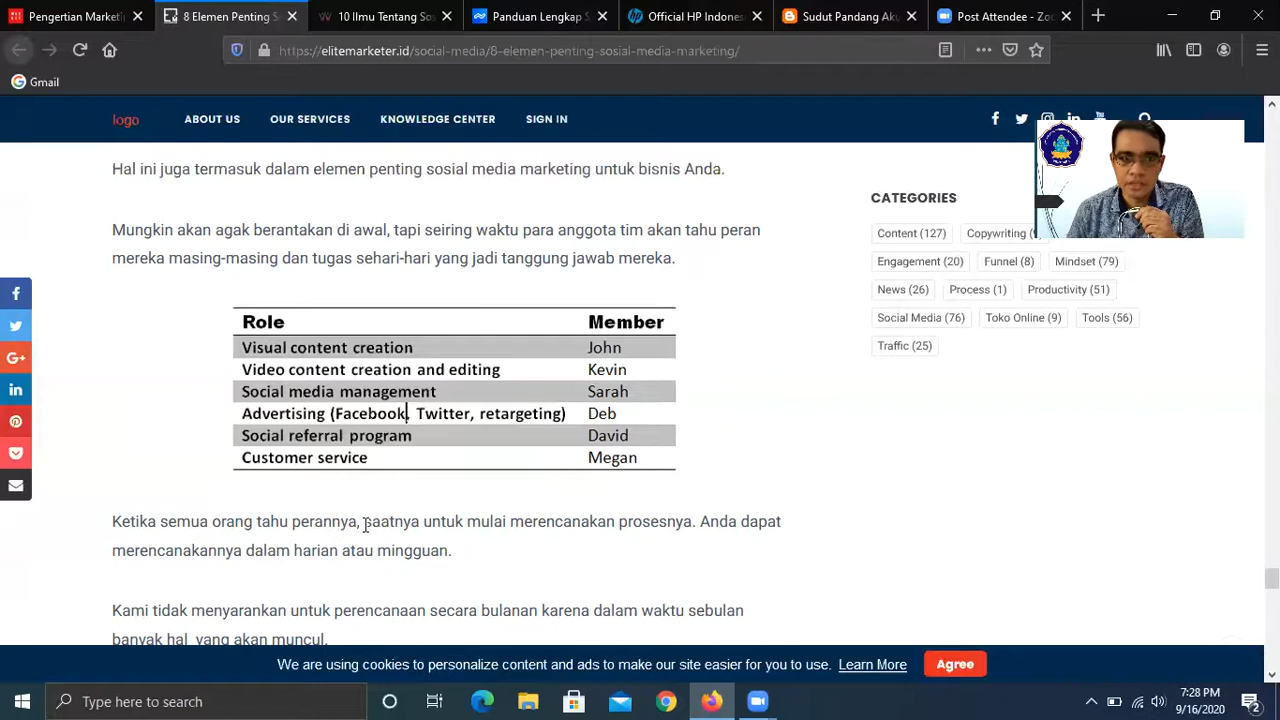 Pengertian Marketing
8 Elemen Penting S
10 Ilmu Tentang Sos
Panduan Lengkap S
Official HP Indones
Sudut Pandang Aku
Post Attendee - Zoo
https://elitemarketer.id/social-media/8-elemen-penting-sosial-media-marketing/
Gmail
logo
ABOUT US
OUR SERVICES
KNOWLEDGE CENTER
SIGN IN
Hal ini juga termasuk dalam elemen penting sosial media marketing untuk bisnis Anda.
Mungkin akan agak berantakan di awal, tapi seiring waktu para anggota tim akan tahu peran
mereka masing-masing dan tugas sehari-hari yang jadi tanggung jawab mereka.
Role Member
Visual content creation John
Video content creation and editing Kevin
Social media management Sarah
Advertising (Facebook, Twitter, retargeting) Deb
Social referral program David
Customer service Megan
Ketika semua orang tahu perannya, saatnya untuk mulai merencanakan prosesnya. Anda dapat
merencanakannya dalam harian atau mingguan.
Kami tidak menyarankan untuk perencanaan secara bulanan karena dalam waktu sebulan
banyak hal yang akan muncul.
CATEGORIES
Content (127) Copywriting
Engagement (20) Funnel (8) Mindset (79)
News (26) Process (1) Productivity (51)
Social Media (76) Toko Online (9) Tools (56)
Traffic (25)
We are using cookies to personalize content and ads to make our site easier for you to use. Learn More Agree
Type here to search
7:28 PM
9/16/2020
2